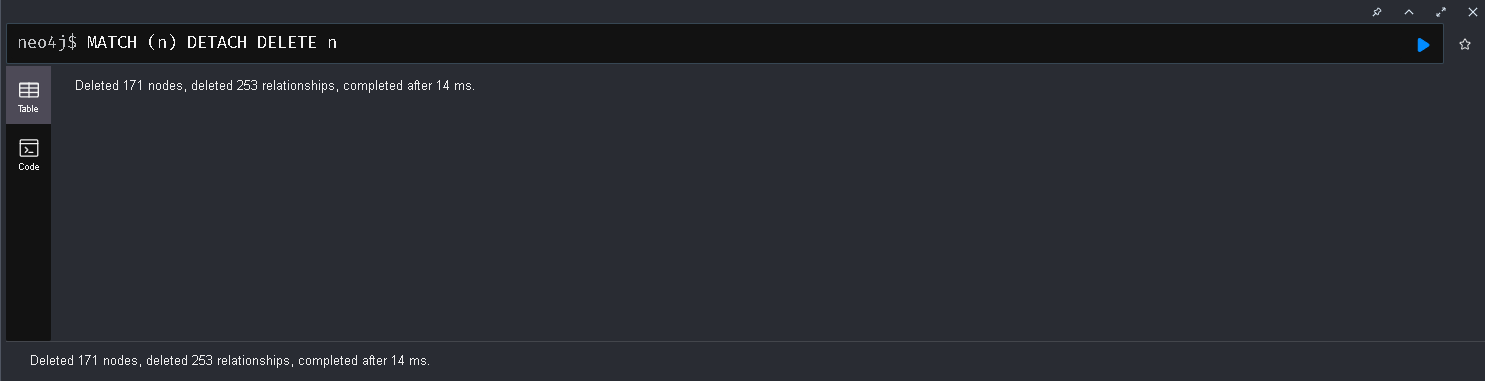 neo4j$ MATCH (n) DETACH DELETE n
Table
Deleted 171 nodes, deleted 253 relationships, completed after 14 ms.
Code
Deleted 171 nodes, deleted 253 relationships, completed after 14 ms.